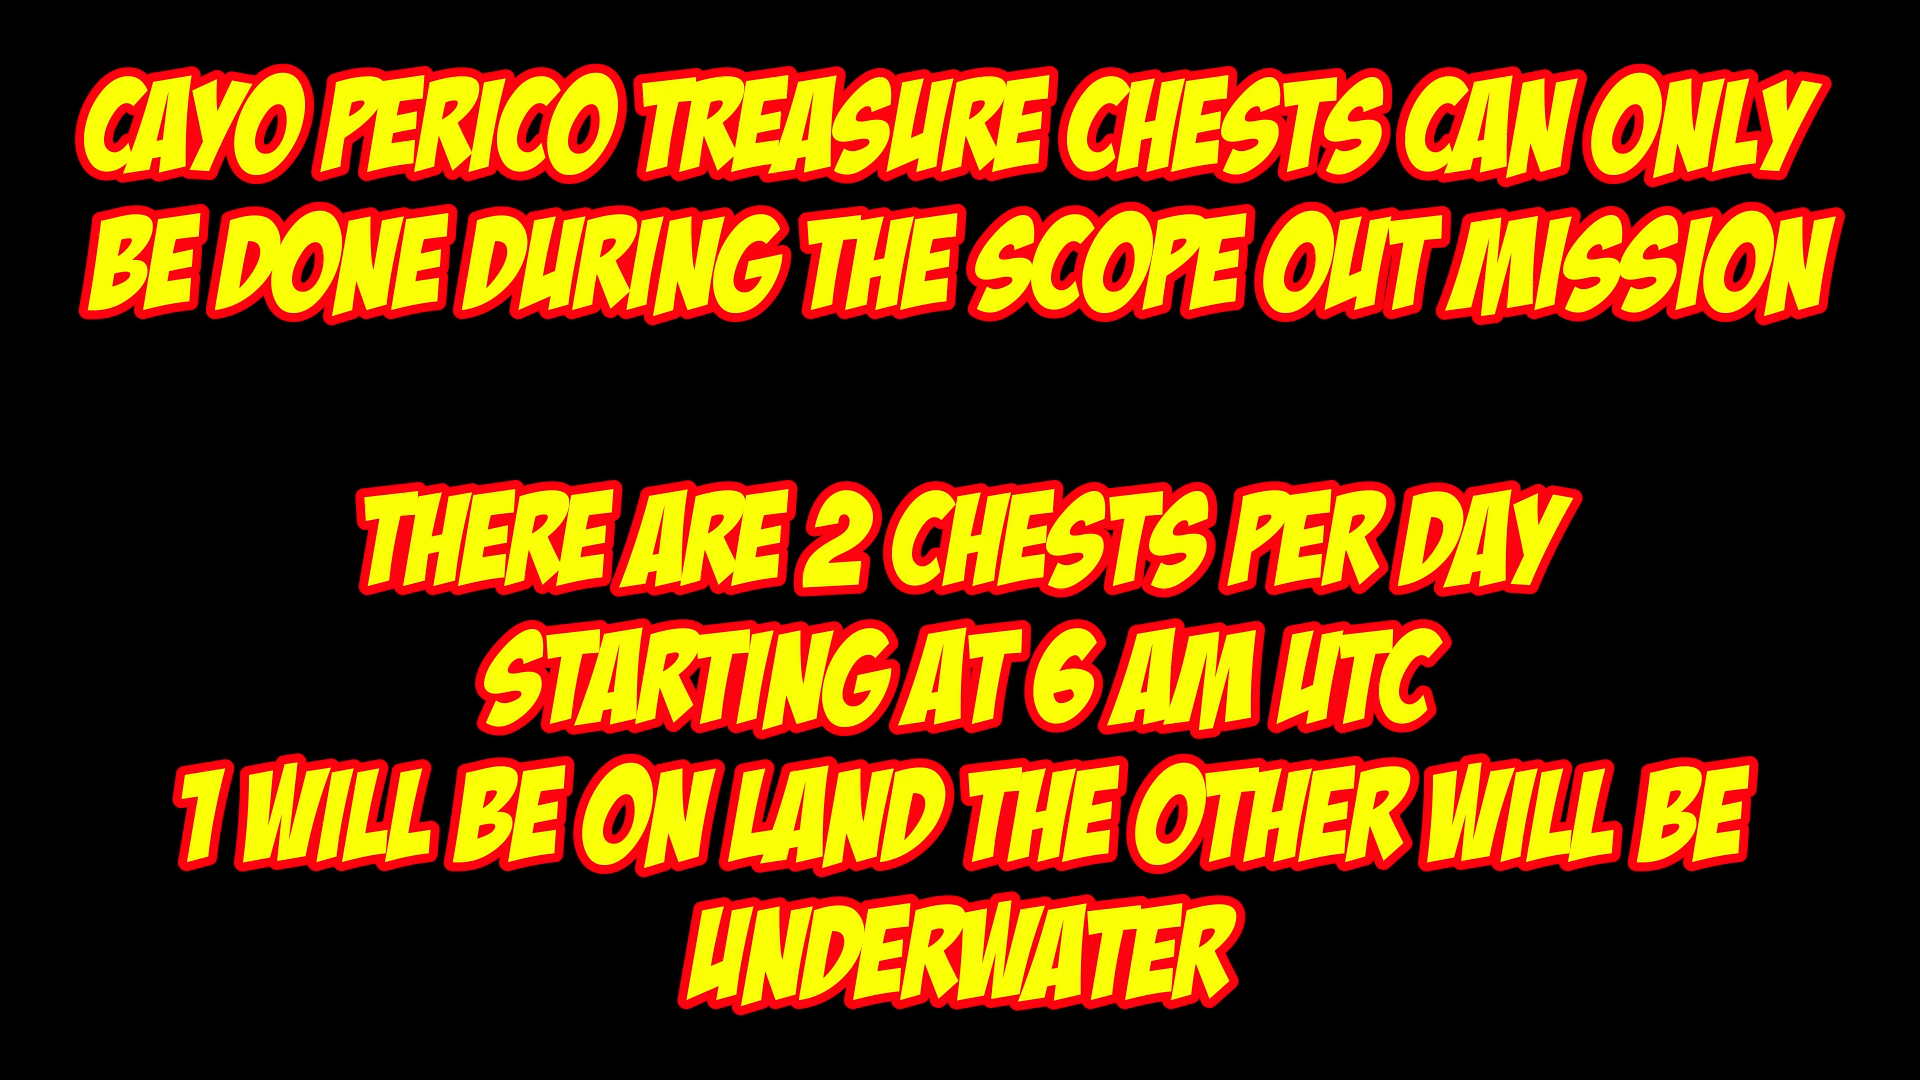 CAYO PERICO TREASURE CHESTS CAN ONLY
BE DONE DURING THE SCOPE OUT MISSION
THERE ARE 2 CHESTS PER DAY
STARTING AT 6 AM UTC
1 WILL BE ON LAND THE OTHER WILL BE
UNDERWATER